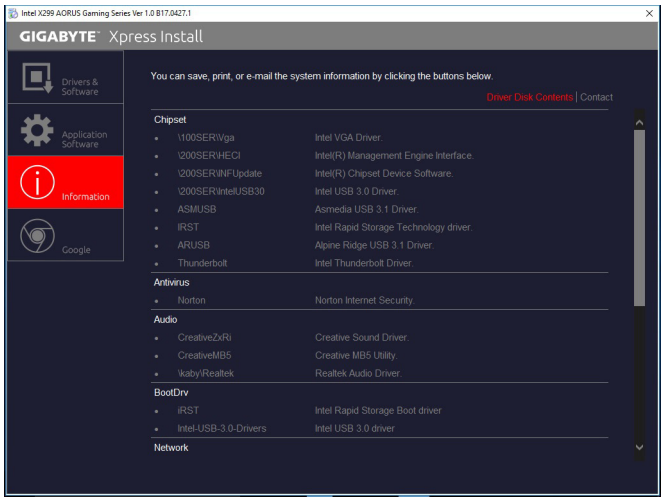 Intel X299 AORUS Gaming Series Ver 1.0 B17.0427.1
GIGABYTE™ Xpress Install
Drivers &
Software
Application
Software
Information
Google
You can save, print, or e-mail the system information by clicking the buttons below.
Driver Disk Contents | Contact
Chipset
• \100SER\Vga Intel VGA Driver.
• \200SER\HECI Intel(R) Management Engine Interface.
• \200SER\INFUpdate Intel(R) Chipset Device Software.
• \200SER\IntelUSB30 Intel USB 3.0 Driver.
• ASMUSB Asmedia USB 3.1 Driver.
• IRST Intel Rapid Storage Technology driver.
• ARUSB Alpine Ridge USB 3.1 Driver.
• Thunderbolt Intel Thunderbolt Driver.
Antivirus
• Norton Norton Internet Security.
Audio
• CreativeZxRi Creative Sound Driver.
• CreativeMB5 Creative MB5 Utility.
• \kaby\Realtek Realtek Audio Driver.
BootDrv
• iRST Intel Rapid Storage Boot driver
• Intel-USB-3.0-Drivers Intel USB 3.0 driver
Network